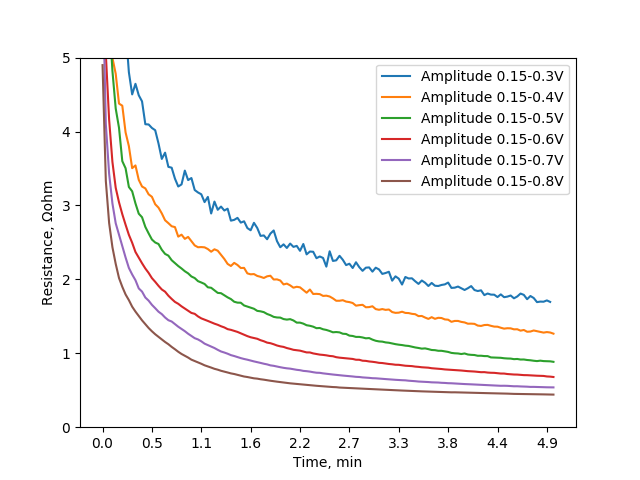 5
4
3
2
1
0
Resistance, Ωohm
Amplitude 0.15-0.3V
Amplitude 0.15-0.4V
Amplitude 0.15-0.5V
Amplitude 0.15-0.6V
Amplitude 0.15-0.7V
Amplitude 0.15-0.8V
0.0 0.5 1.1 1.6 2.2 2.7 3.3 3.8 4.4 4.9
Time, min